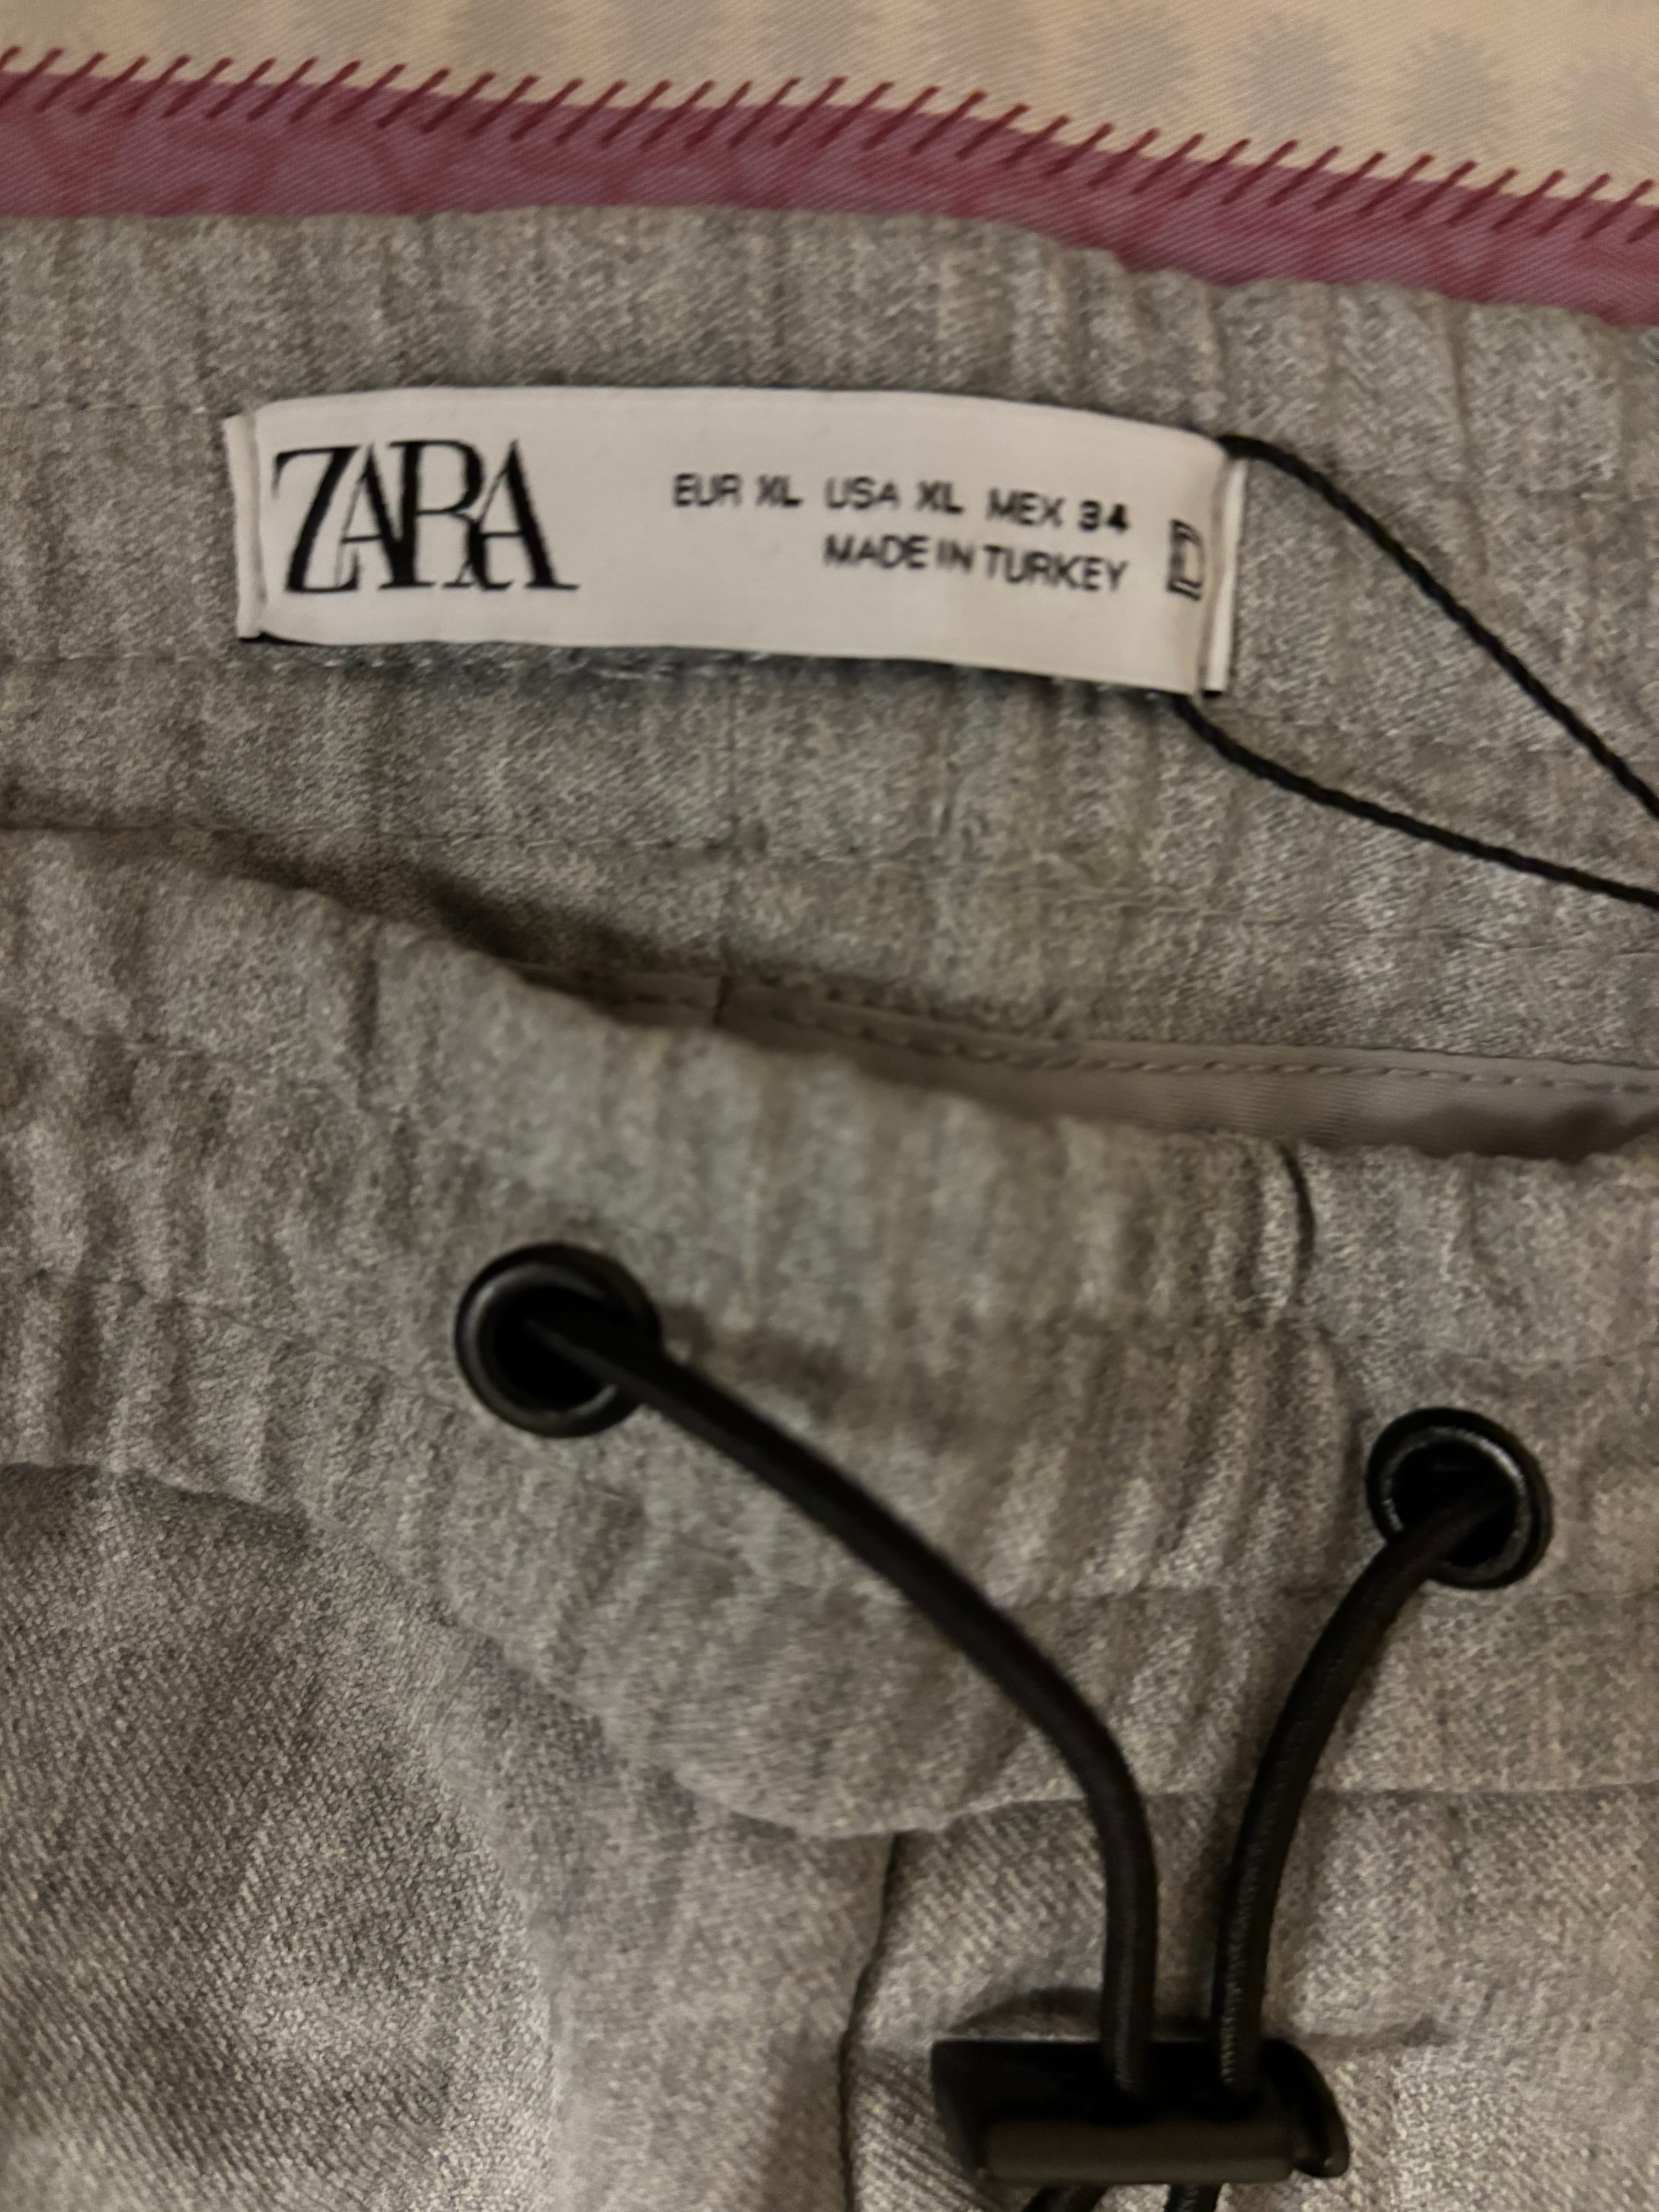 ZARA
EUR XL USA XL MEX 34
MADE IN TURKEY